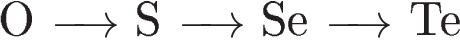 O ⟶ S ⟶ Se ⟶ Te